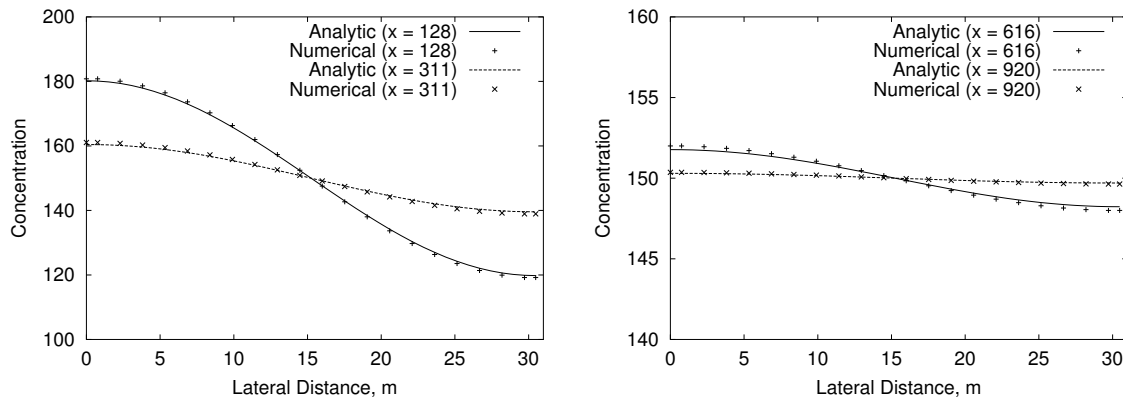 200
180
160
140
120
100
Concentration
0 5 10 15 20 25 30
Lateral Distance, m
Analytic (x = 128)
Numerical (x = 128)
Analytic (x = 311)
Numerical (x = 311)
160
155
150
145
140
Concentration
0 5 10 15 20 25 30
Lateral Distance, m
Analytic (x = 616)
Numerical (x = 616)
Analytic (x = 920)
Numerical (x = 920)